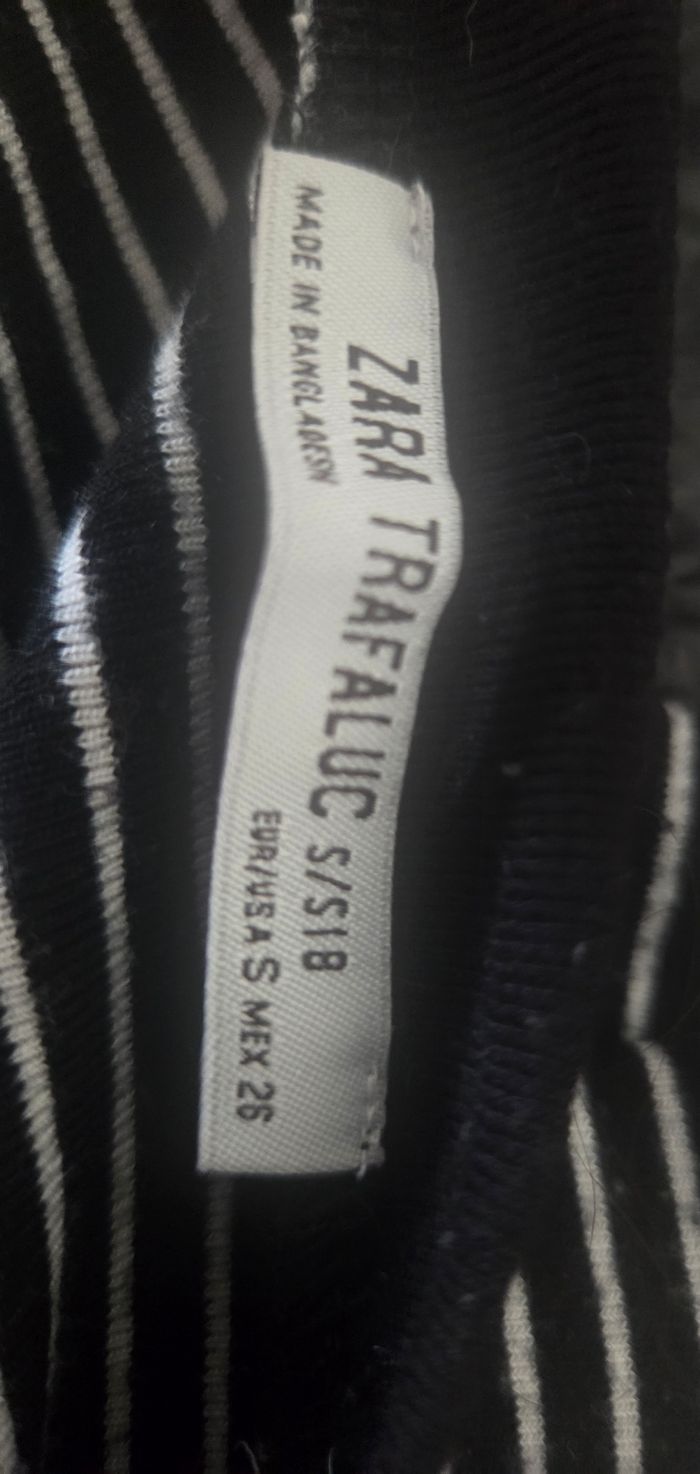 ZARA TRAFALUC S/S18
MADE IN BANGLADESH
EUR/USA S MEX 26